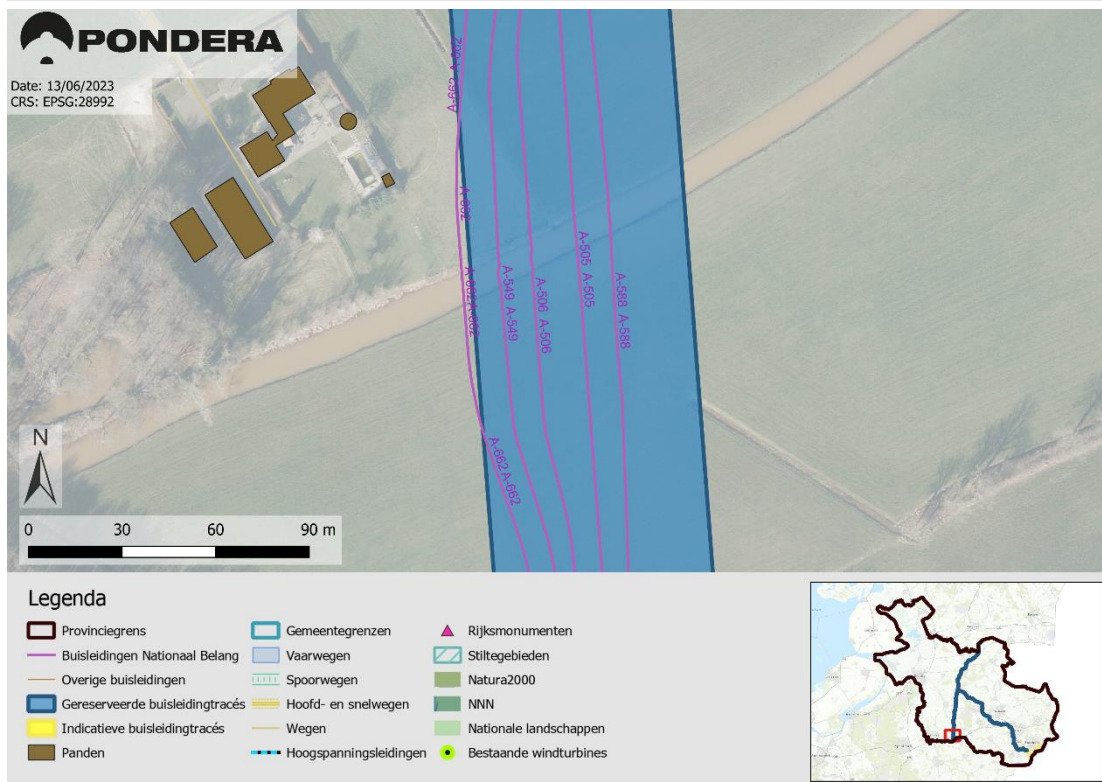 PONDERA
Date: 13/06/2023
CRS: EPSG:28992
A-662
A-662
A-662 A-662
A-662 A-662
A-549 A-549
A-506 A-506
A-505 A-505
A-588 A-588
N
0 30 60 90 m
Legenda
Provinciegrens
Buisleidingen Nationaal Belang
Overige buisleidingen
Gereserveerde buisleidingtracés
Indicatieve buisleidingtracés
Panden
Gemeentegrenzen
Vaarwegen
Spoorwegen
Hoofd- en snelwegen
Wegen
Hoogspanningsleidingen
Rijksmonumenten
Stiltegebieden
Natura2000
NNN
Nationale landschappen
Bestaande windturbines